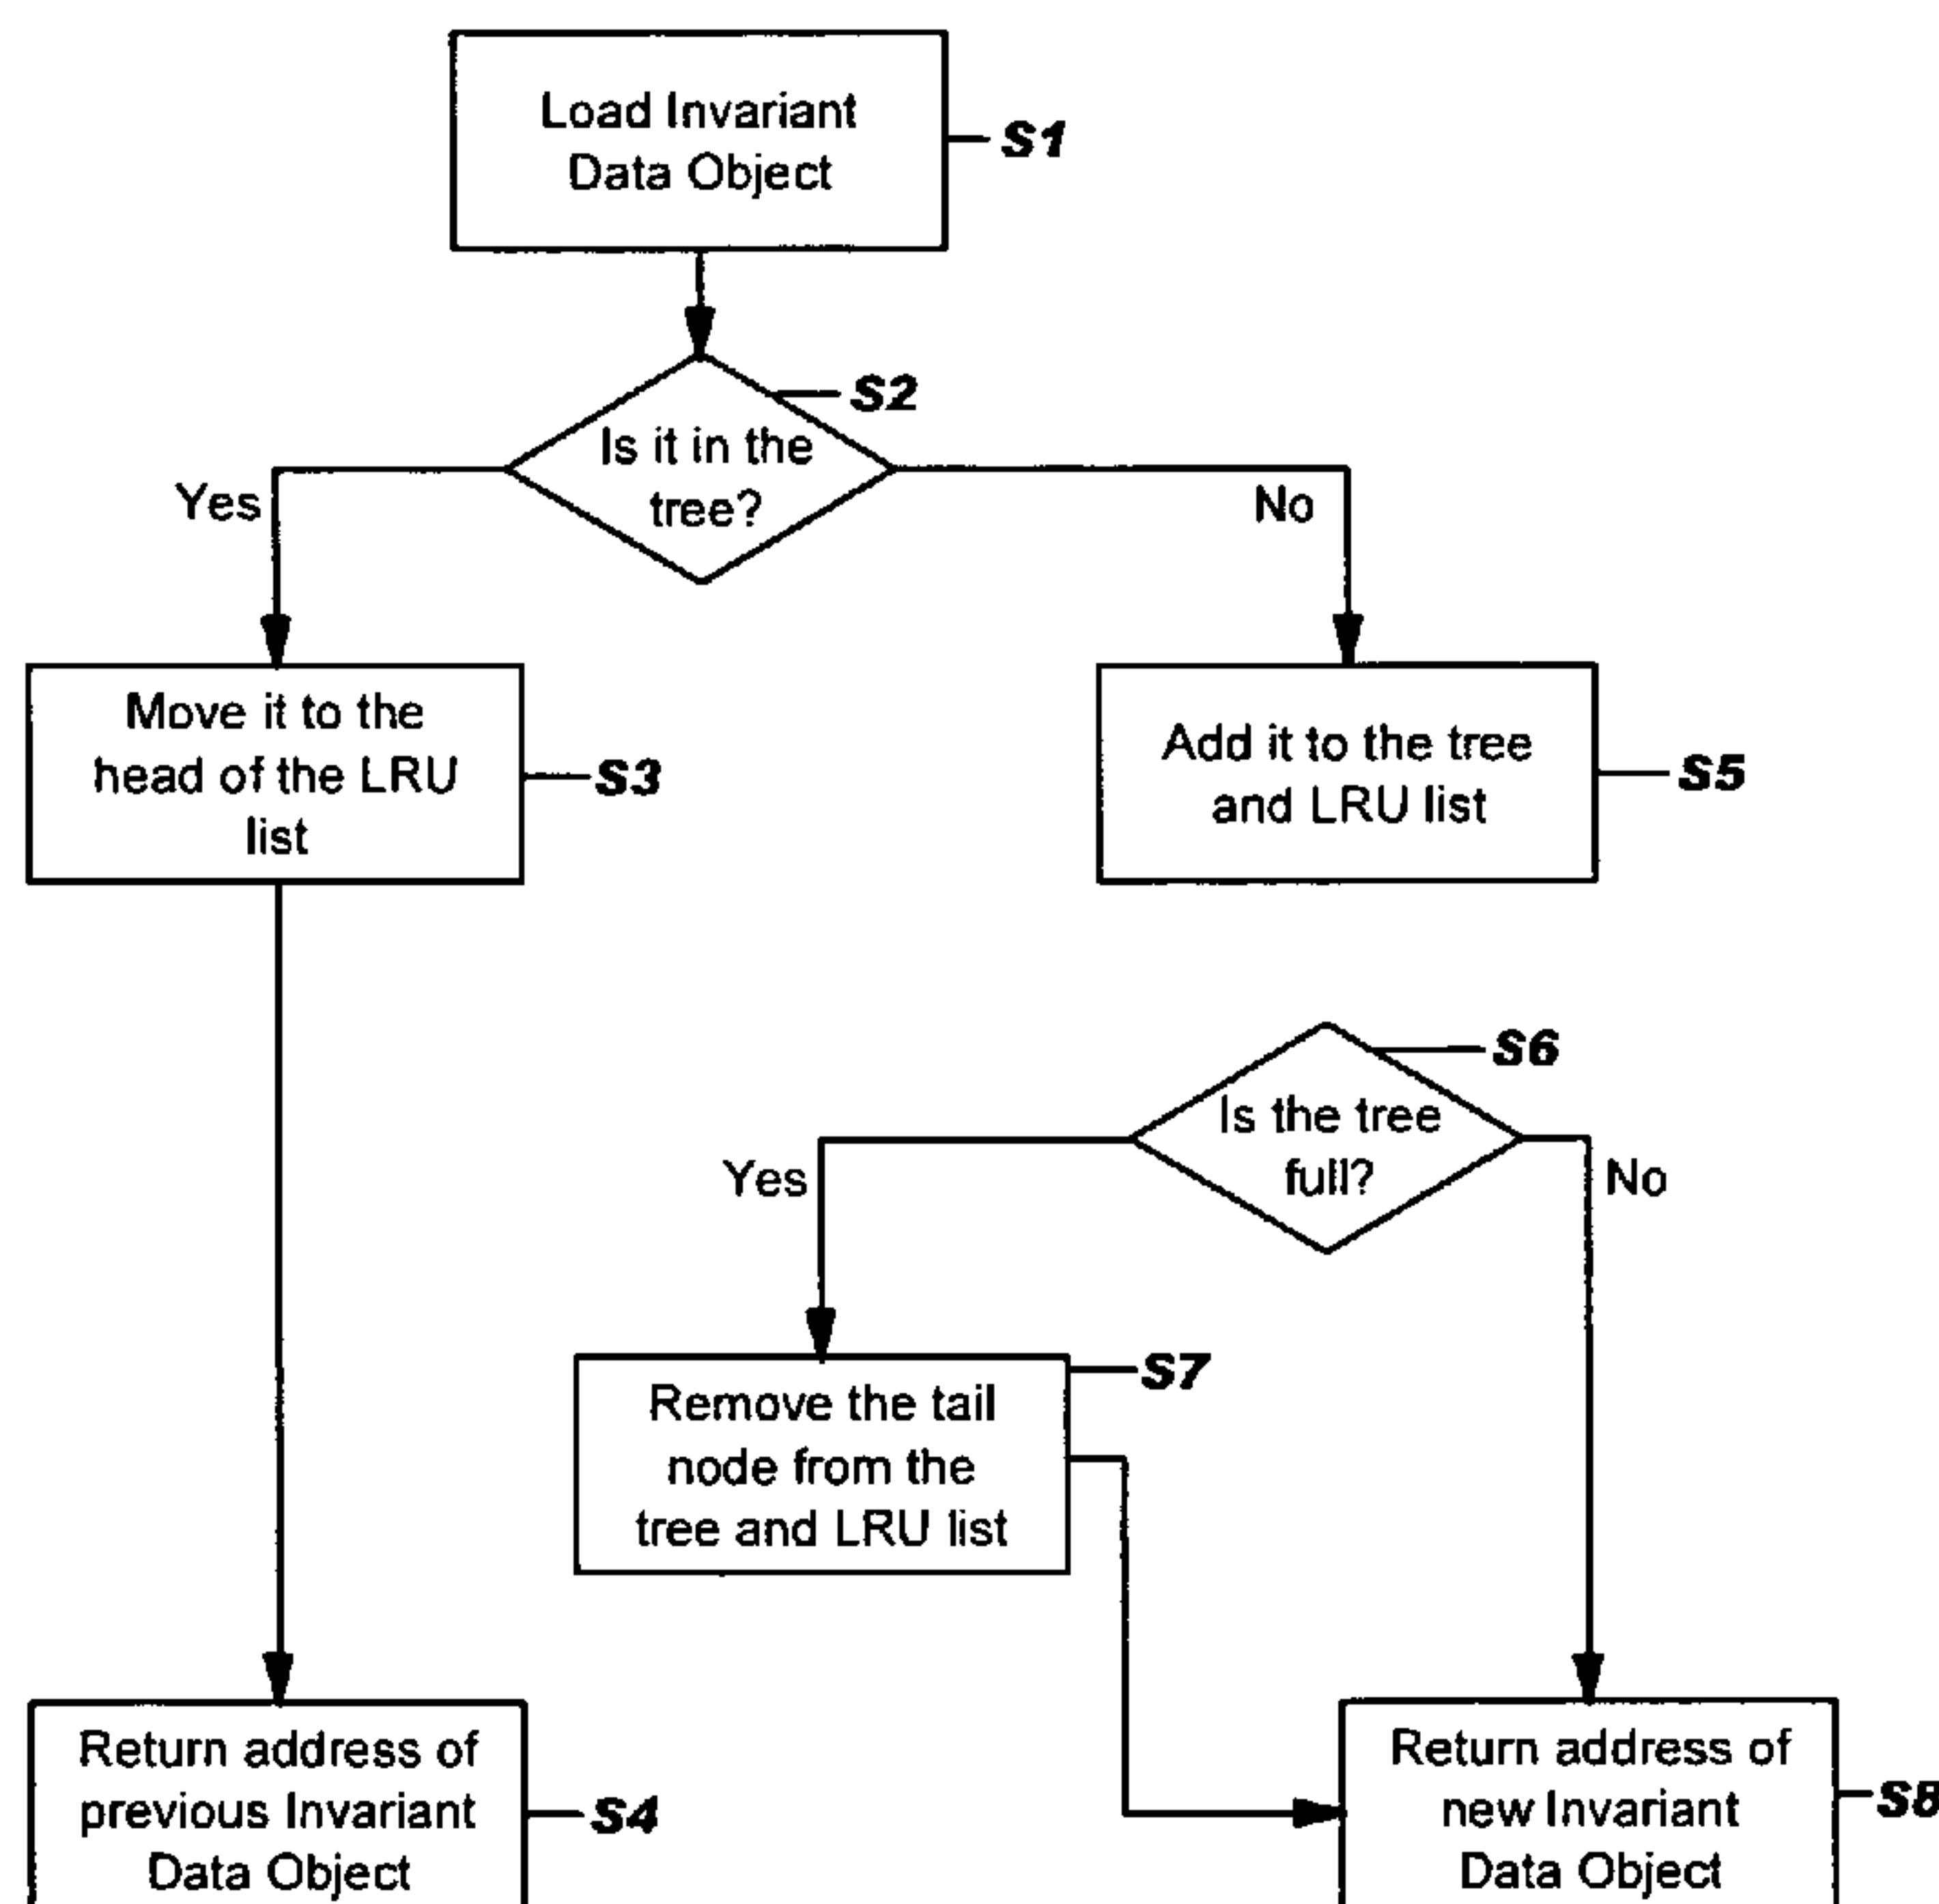 Load Invariant
Data Object
S1
S2
Is it in the
tree?
Yes
No
Move it to the
head of the LRU
list
S3
Add it to the tree
and LRU list
S5
S6
Is the tree
full?
Yes
No
S7
Remove the tail
node from the
tree and LRU list
Return address of
previous Invariant
Data Object
S4
Return address of
new Invariant
Data Object
S8